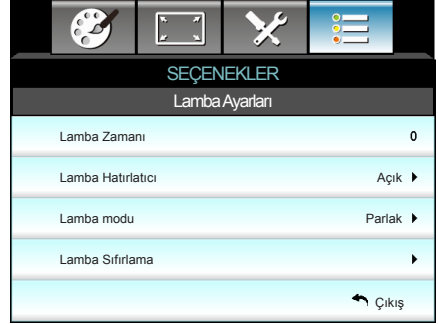 SEÇENEKLER
Lamba Ayarları
Lamba Zamanı 0
Lamba Hatırlatıcı Açık
Lamba modu Parlak
Lamba Sıfırlama
Çıkış